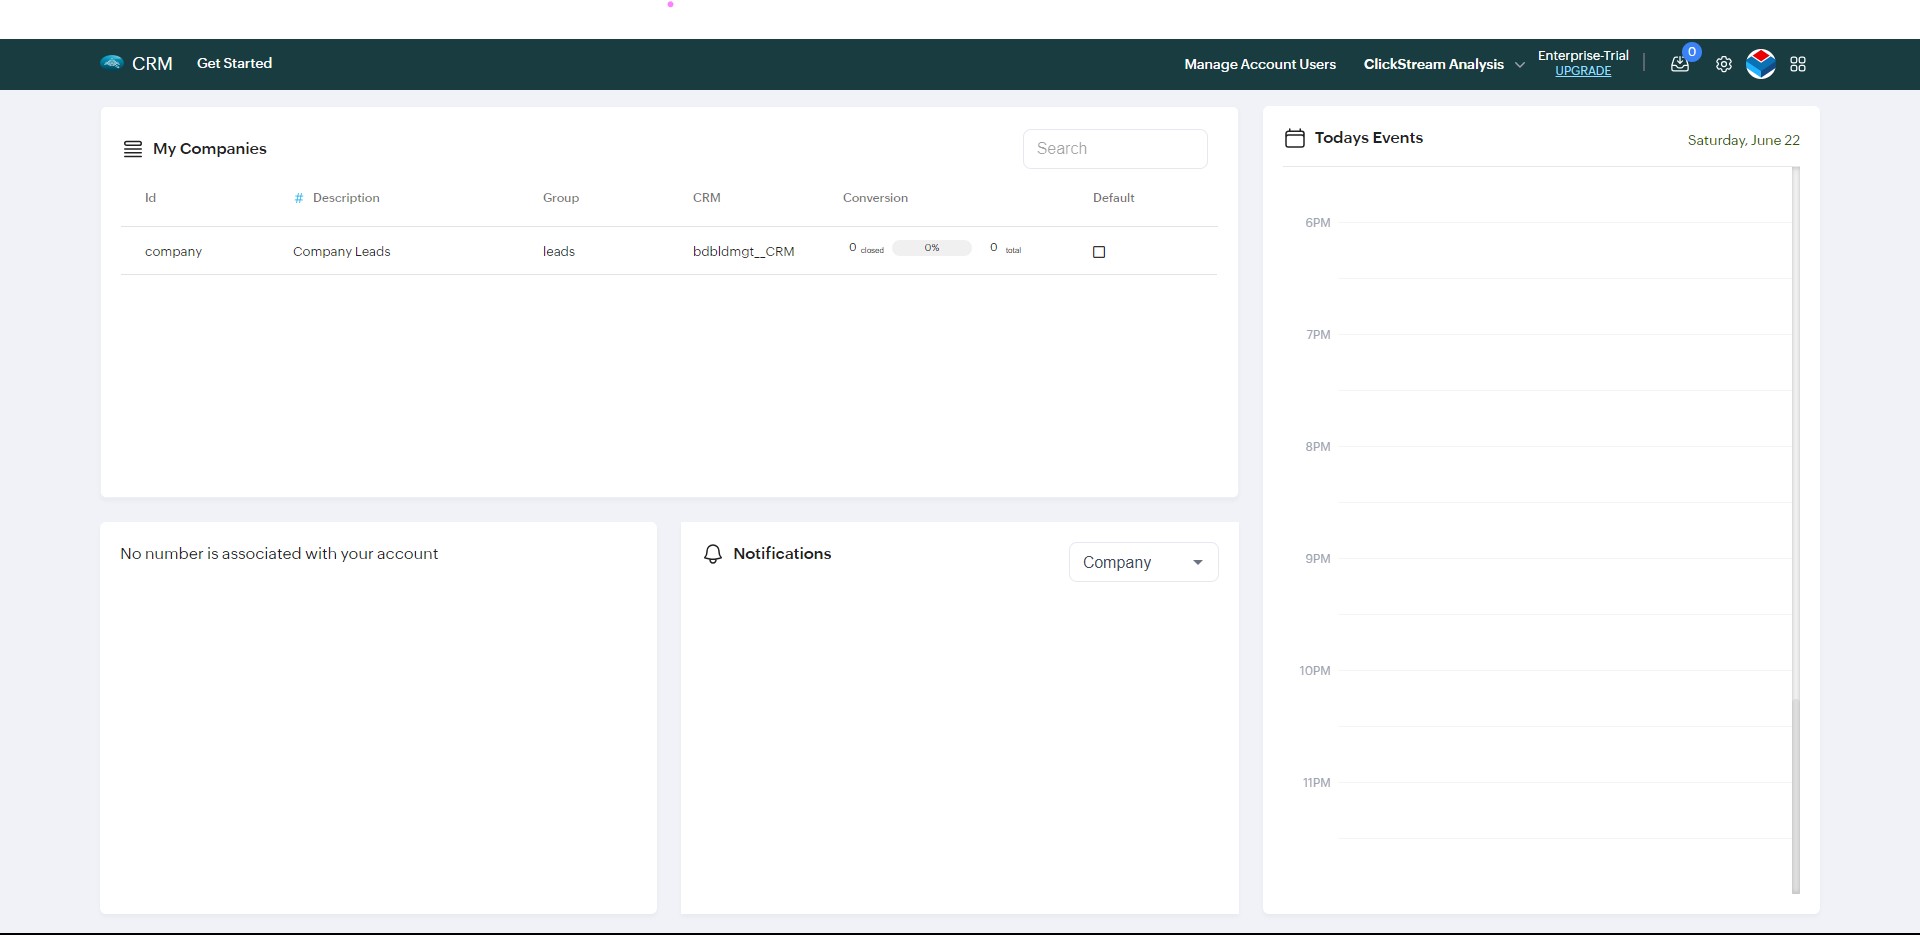 CRM Get Started Manage Account Users ClickStream Analysis Enterprise-Trial 0
UPGRADE
My Companies Search
Id # Description Group CRM Conversion Default
company Company Leads leads bdbldmgt__CRM 0 closed 0% 0 total
No number is associated with your account
Notifications Company
Todays Events Saturday, June 22
6PM
7PM
8PM
9PM
10PM
11PM